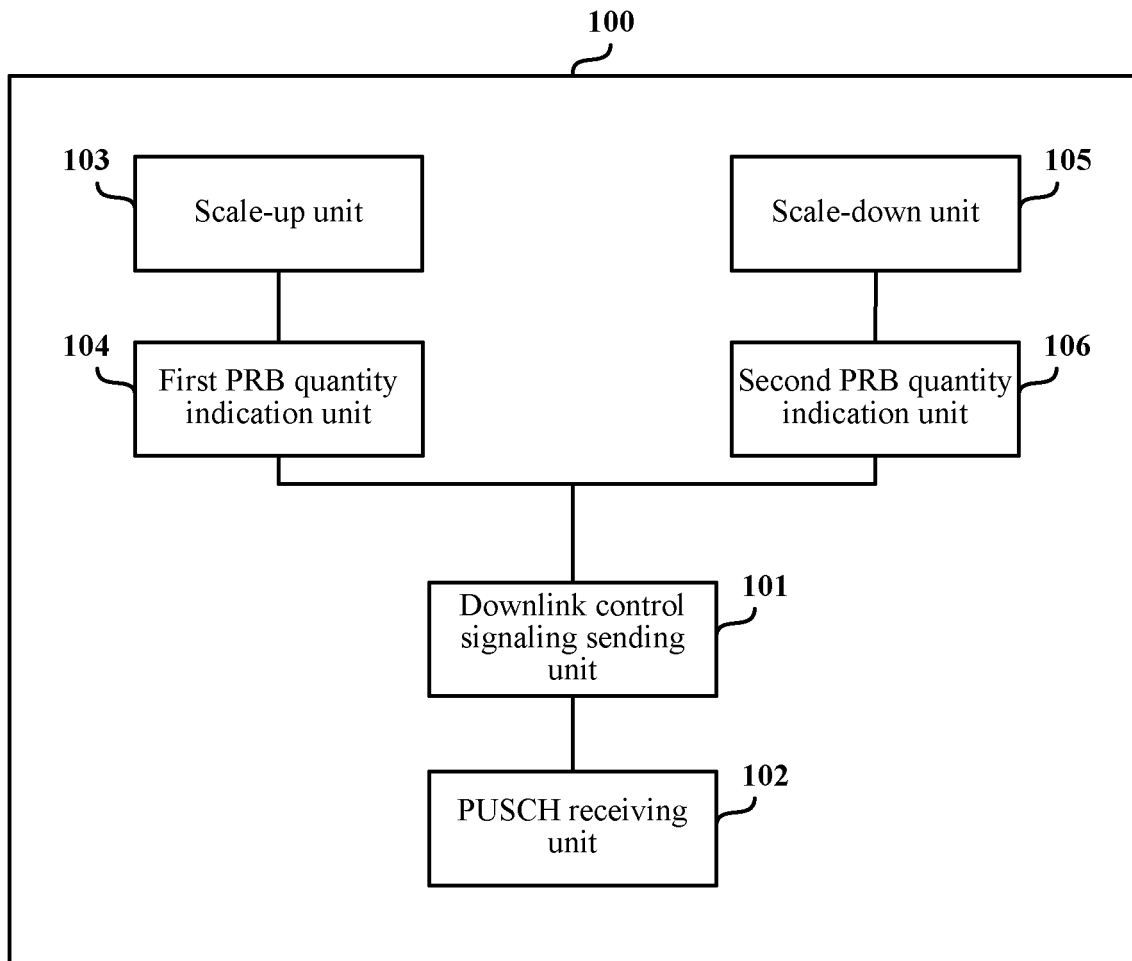 100
103
Scale-up unit
105
Scale-down unit
104
First PRB quantity
indication unit
106
Second PRB quantity
indication unit
101
Downlink control
signaling sending
unit
102
PUSCH receiving
unit